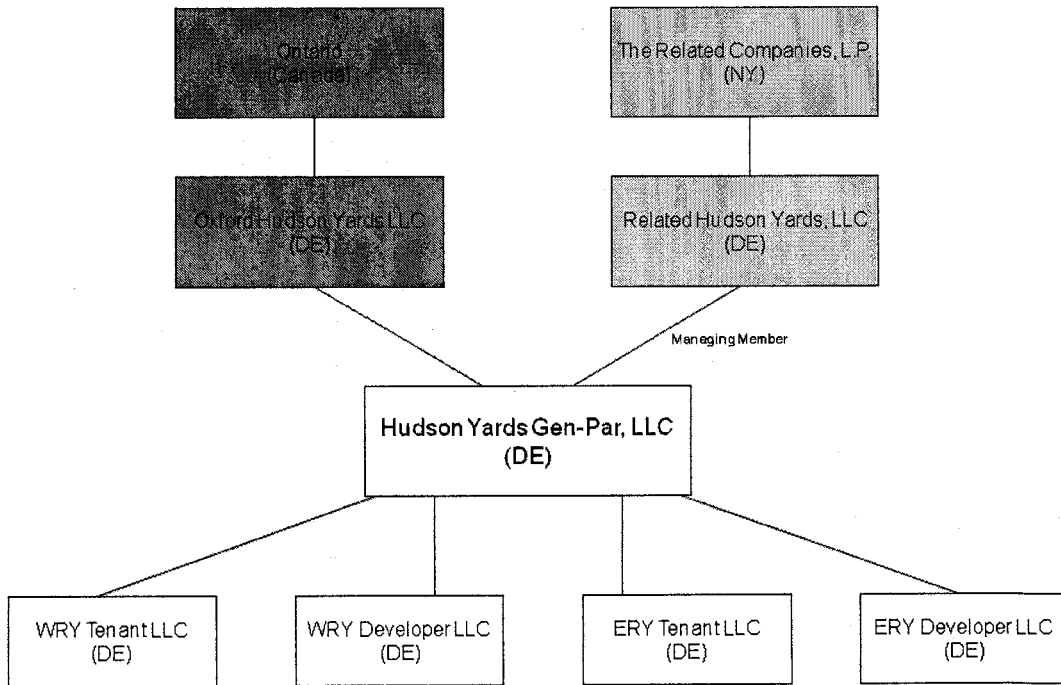 Ontario
(Canada)
The Related Companies, L.P.
(NY)
Oxford Hudson Yards LLC
(DE)
Related Hudson Yards, LLC
(DE)
Managing Member
Hudson Yards Gen-Par, LLC
(DE)
WRY Tenant LLC
(DE)
WRY Developer LLC
(DE)
ERY Tenant LLC
(DE)
ERY Developer LLC
(DE)